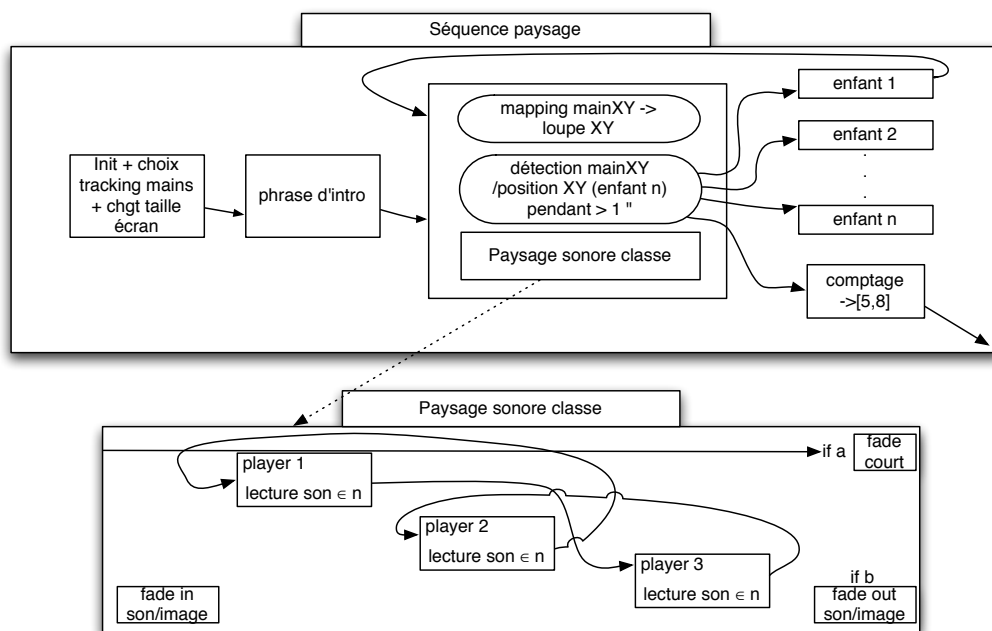 Séquence paysage
Init + choix
tracking mains
+ chgt taille
écran
phrase d'intro
mapping mainXY ->
loupe XY
détéction mainXY
/position XY (enfant n)
pendant > 1 "
Paysage sonore classe
enfant 1
enfant 2
enfant n
comptage
->[5,8]
Paysage sonore classe
if a
fade
court
player 1
lecture son ∈ n
player 2
lecture son ∈ n
player 3
lecture son ∈ n
fade in
son/image
if b
fade out
son/image